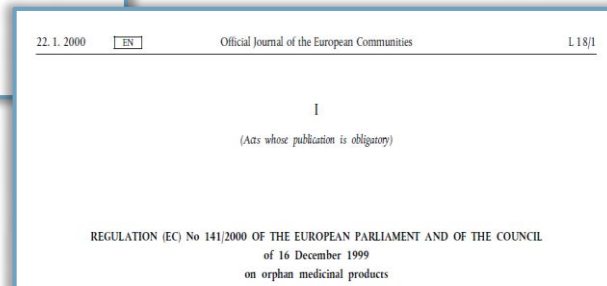 22. 1. 2000 EN Official Journal of the European Communities L 18/1
I
(Acts whose publication is obligatory)
REGULATION (EC) No 141/2000 OF THE EUROPEAN PARLIAMENT AND OF THE COUNCIL
of 16 December 1999
on orphan medicinal products